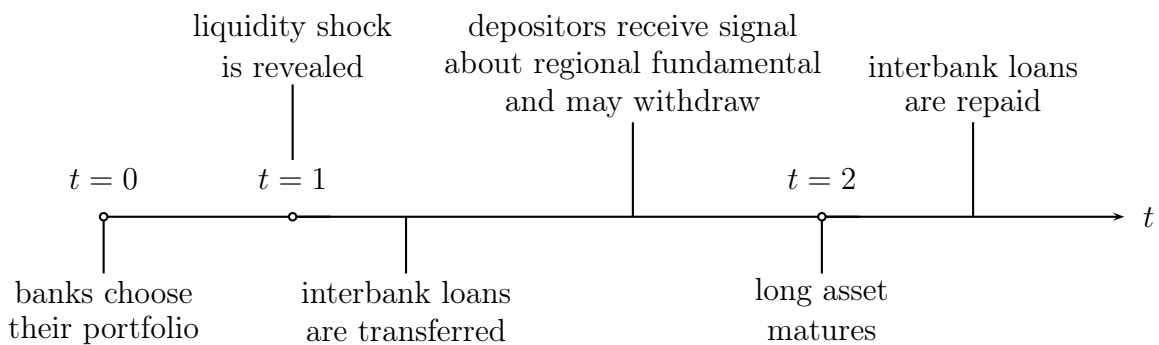 liquidity shock
is revealed
depositors receive signal
about regional fundamental
and may withdraw
interbank loans
are repaid
t = 0
t = 1
t = 2
t
banks choose
their portfolio
interbank loans
are transferred
long asset
matures